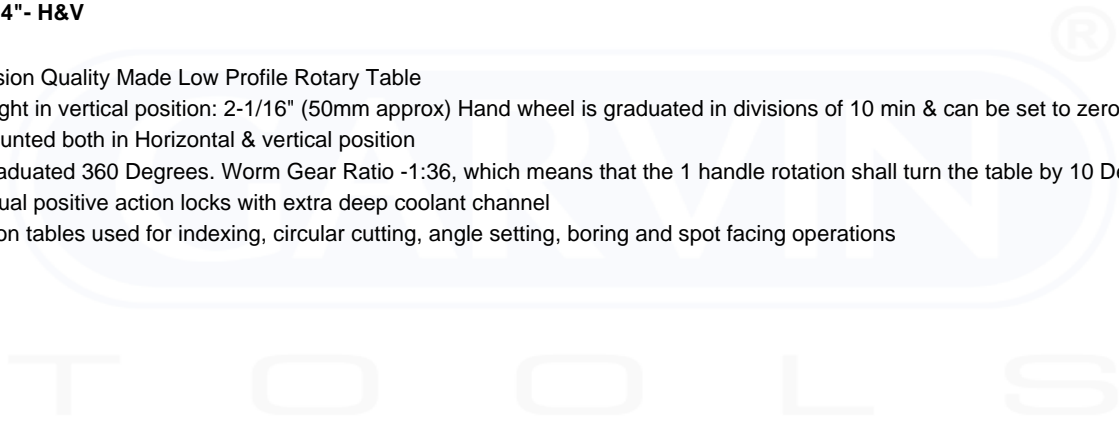 4"- H&V
sion Quality Made Low Profile Rotary Table
ght in vertical position: 2-1/16" (50mm approx) Hand wheel is graduated in divisions of 10 min & can be set to zero
unted both in Horizontal & vertical position
aduated 360 Degrees. Worm Gear Ratio -1:36, which means that the 1 handle rotation shall turn the table by 10 De
ual positive action locks with extra deep coolant channel
on tables used for indexing, circular cutting, angle setting, boring and spot facing operations
GARVIN ®
TOOLS